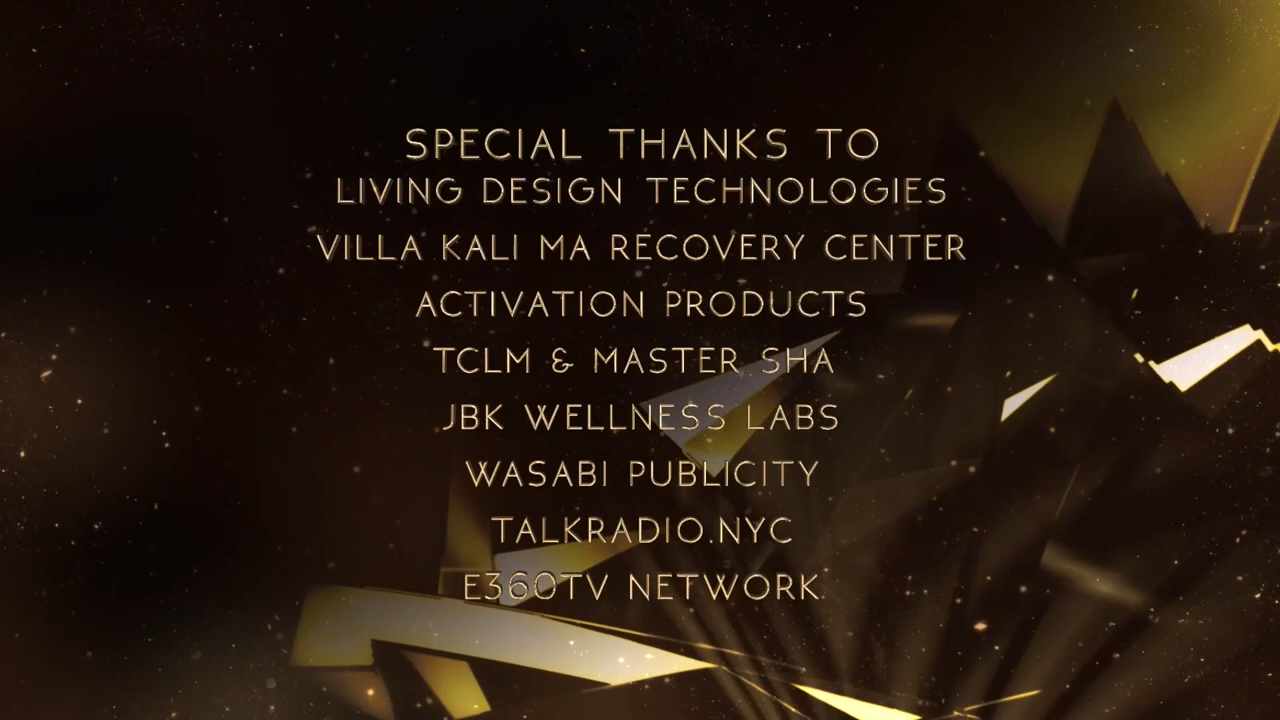 SPECIAL THANKS TO
LIVING DESIGN TECHNOLOGIES
VILLA KALI MA RECOVERY CENTER
ACTIVATION PRODUCTS
TCLM & MASTER SHA
JBK WELLNESS LABS
WASABI PUBLICITY
TALKRADIO.NYC
E360TV NETWORK